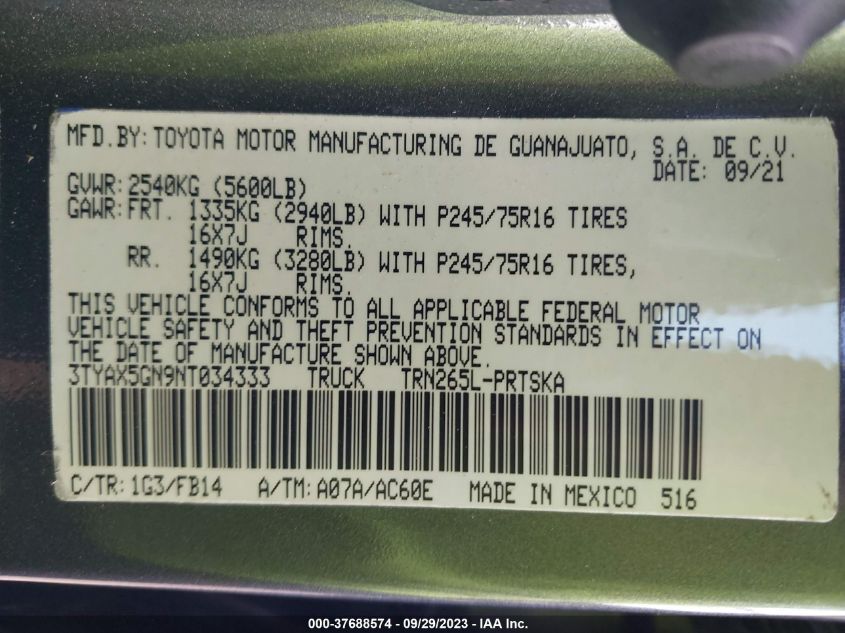 MFD.BY:TOYOTA MOTOR MANUFACTURING DE GUANAJUATO, S.A. DE C.V.
DATE: 09/21
GVWR:2540KG (5600LB)
GAWR:FRT. 1335KG (2940LB) WITH P245/75R16 TIRES
16X7J RIMS.
RR. 1490KG (3280LB) WITH P245/75R16 TIRES,
16X7J RIMS.
THIS VEHICLE CONFORMS TO ALL APPLICABLE FEDERAL MOTOR
VEHICLE SAFETY AND THEFT PREVENTION STANDARDS IN EFFECT ON
THE DATE OF MANUFACTURE SHOWN ABOVE.
3TYAX5GN9NT034333 TRUCK TRN265L-PRTSKA
C/TR:1G3/FB14 A/TM:A07A/AC60E MADE IN MEXICO 516
000-37688574 / 09/29/2023 - IAA Inc.